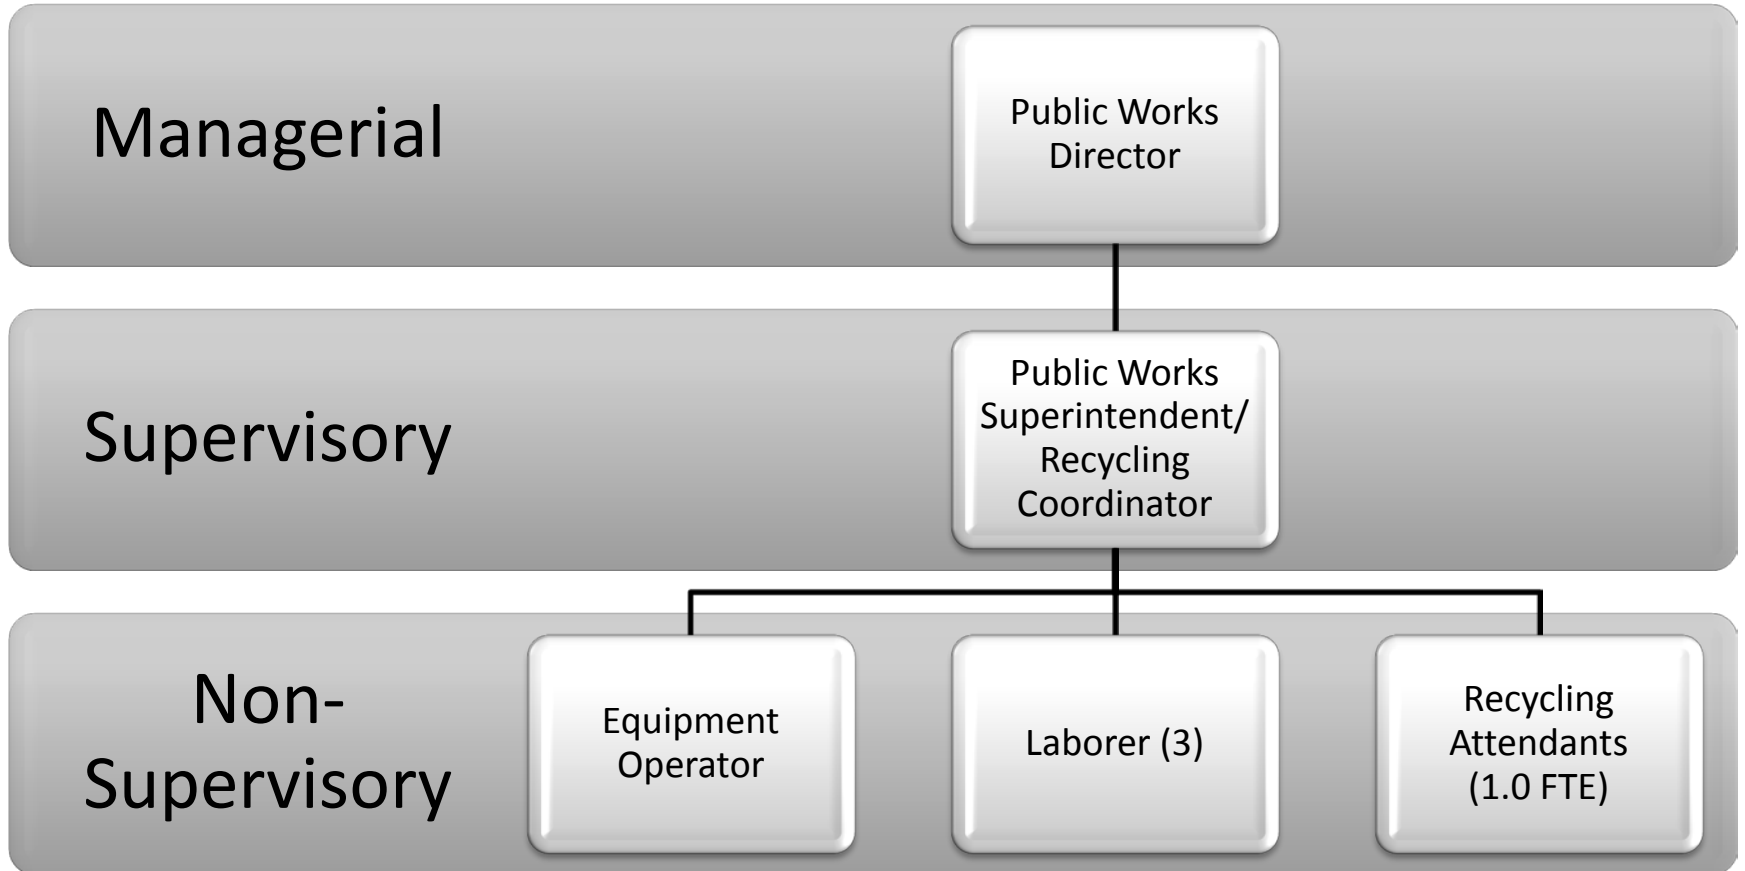 Managerial
Public Works
Director
Supervisory
Public Works
Superintendent/
Recycling
Coordinator
Non-
Supervisory
Equipment
Operator
Laborer (3)
Recycling
Attendants
(1.0 FTE)